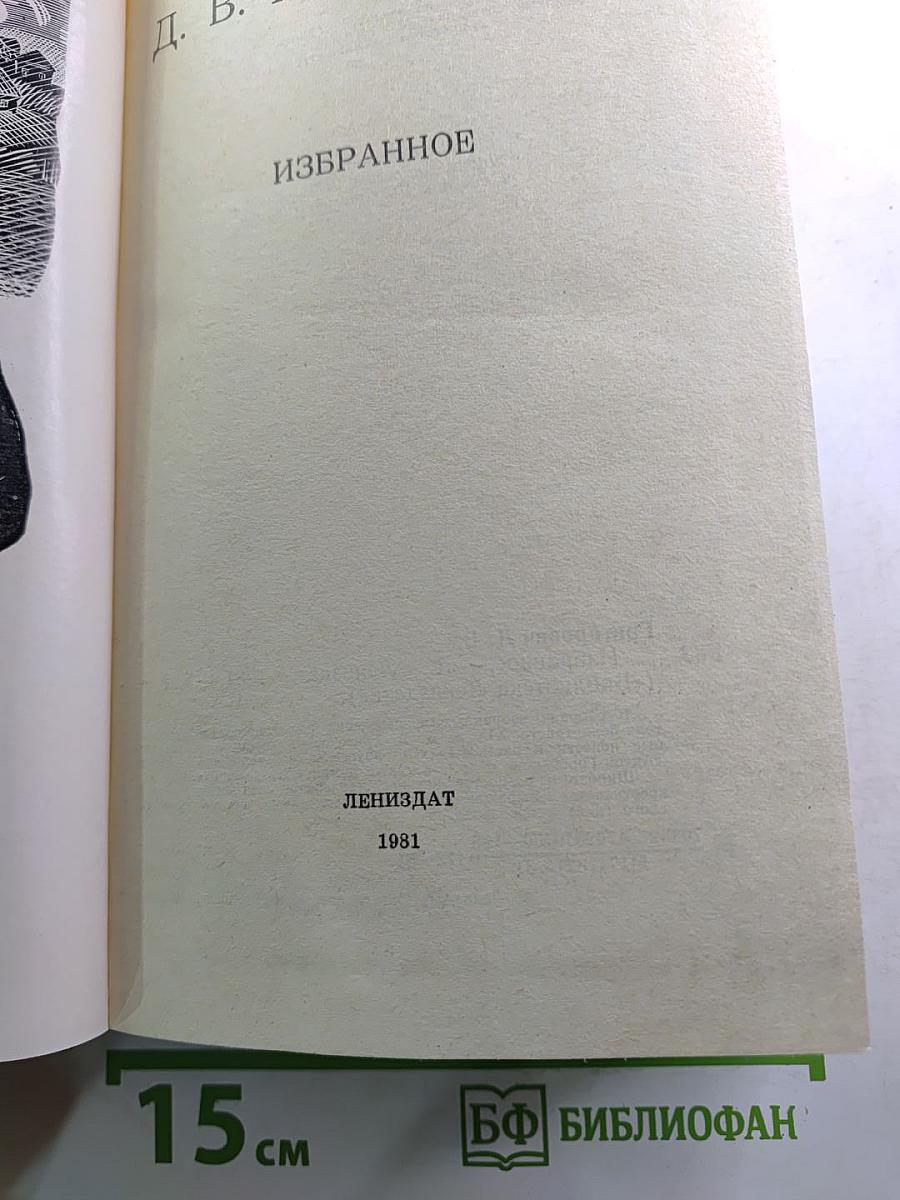 Д. В.
ИЗБРАННОЕ
ЛЕНИЗДАТ
1981
15 см
БФ БИБЛИОФАН